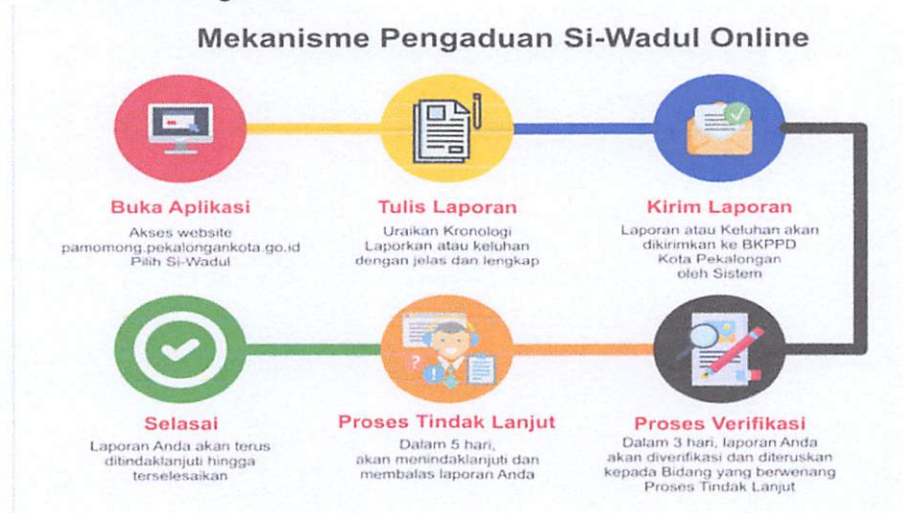 Mekanisme Pengaduan Si-Wadul Online
Buka Aplikasi
Akses website
pamomong.pekalongankota.go.id
Pilih Si-Wadul
Tulis Laporan
Uraikan Kronologi
Laporkan atau keluhan
dengan jelas dan lengkap
Kirim Laporan
Laporan atau Keluhan akan
dikirimkan ke BKPPD
Kota Pekalongan
oleh Sistem
Proses Verifikasi
Dalam 3 hari, laporan Anda
akan diverifikasi dan diteruskan
kepada Bidang yang berwenang
Proses Tindak Lanjut
Proses Tindak Lanjut
Dalam 5 hari,
akan menindaklanjuti dan
membalas laporan Anda
Selasai
Laporan Anda akan terus
ditindaklanjuti hingga
terselesaikan